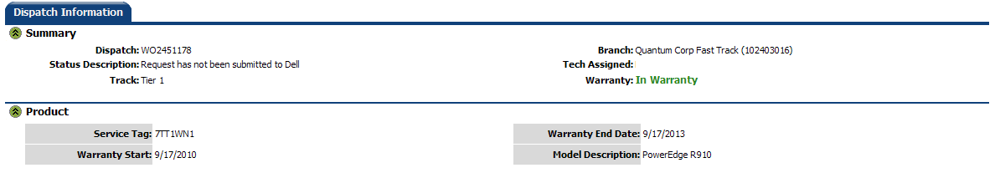 Dispatch Information
Summary
Dispatch: WO2451178 Branch: Quantum Corp Fast Track (102403016)
Status Description: Request has not been submitted to Dell Tech Assigned:
Track: Tier 1 Warranty: In Warranty
Product
Service Tag: 7TT1WN1 Warranty End Date: 9/17/2013
Warranty Start: 9/17/2010 Model Description: PowerEdge R910